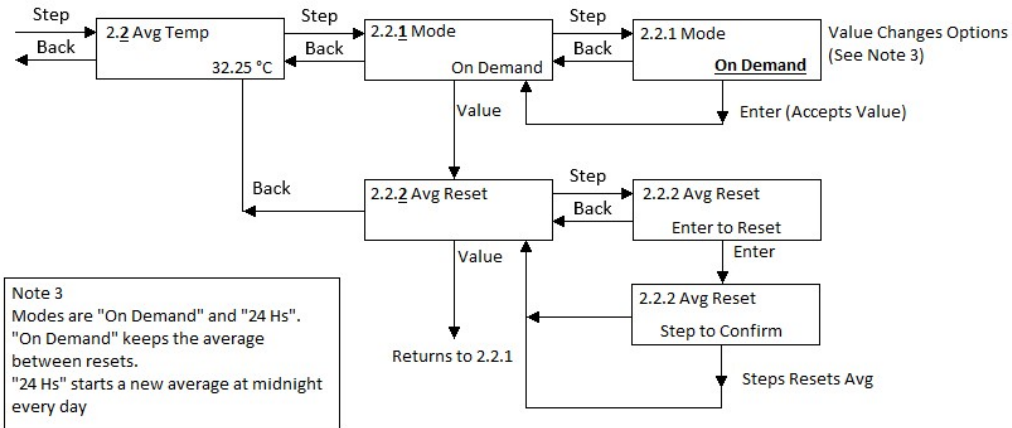 Step
Back
2.2 Avg Temp
32.25 °C
Step
Back
2.2.1 Mode
On Demand
Step
Back
2.2.1 Mode
On Demand
Value Changes Options
(See Note 3)
Value
Enter (Accepts Value)
Back
2.2.2 Avg Reset
Step
Back
2.2.2 Avg Reset
Enter to Reset
Value
Enter
2.2.2 Avg Reset
Step to Confirm
Returns to 2.2.1
Steps Resets Avg
Note 3
Modes are "On Demand" and "24 Hs".
"On Demand" keeps the average
between resets.
"24 Hs" starts a new average at midnight
every day